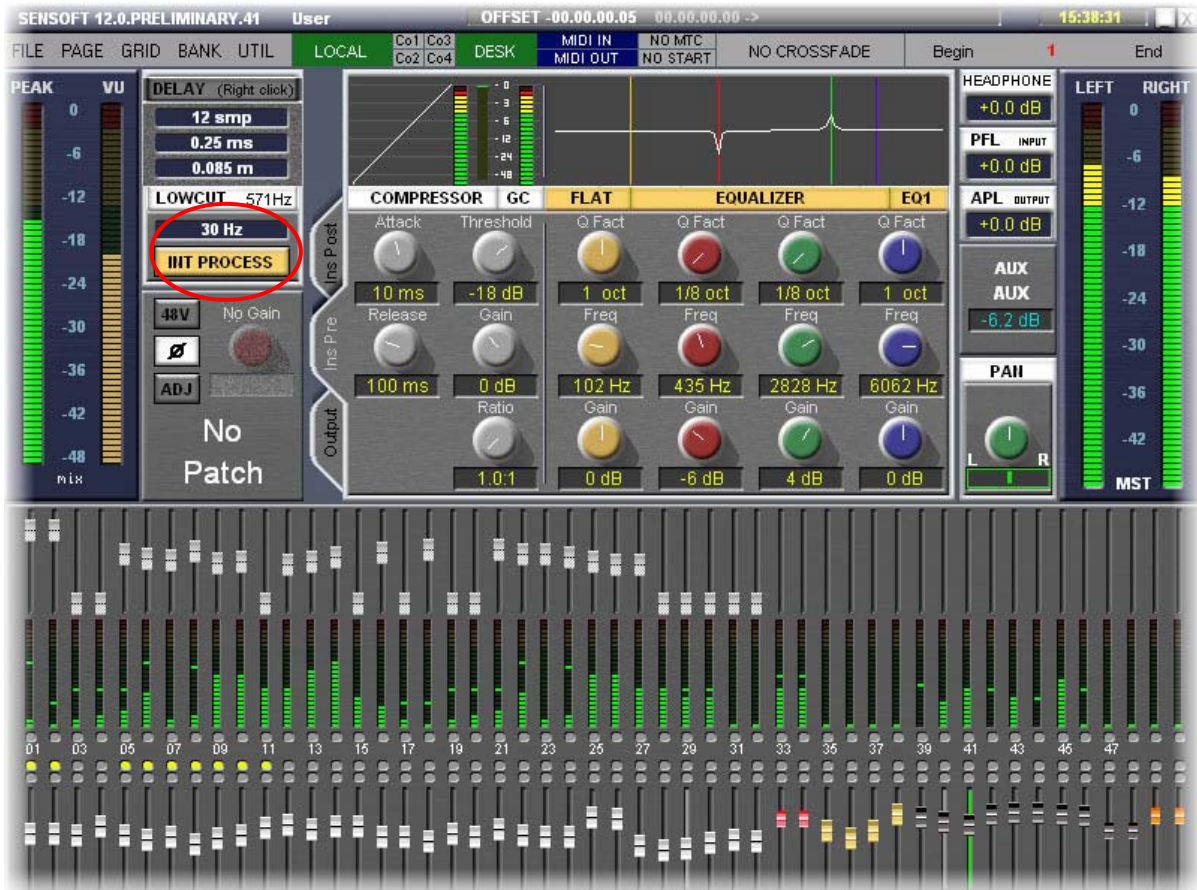 SENSOFT 12.0.PRELIMINARY.41 User OFFSET -00.00.00.05 00.00.00.00 -> 15:38:31 X
FILE PAGE GRID BANK UTIL LOCAL Co1 Co3 DESK MIDI IN NO MTC NO CROSSFADE Begin 1 End
Co2 Co4 MIDI OUT NO START
PEAK VU
0
-6
-12
-18
-24
-30
-36
-42
-48
mix
DELAY (Right click)
12 smp
0.25 ms
0.085 m
LOWCUT 571Hz
30 Hz
INT PROCESS
48V No Gain
Ø
ADJ
No
Patch
Ins Post
Ins Pre
Output
- 0
- 3
- 6
- 12
- 24
- 48
COMPRESSOR GC FLAT EQUALIZER EQ1
Attack Threshold Q Fact Q Fact Q Fact Q Fact
10 ms -18 dB 1 oct 1/8 oct 1/8 oct 1 oct
Release Gain Freq Freq Freq Freq
100 ms 0 dB 102 Hz 435 Hz 2828 Hz 6062 Hz
Ratio Gain Gain Gain Gain
1.0:1 0 dB -6 dB 4 dB 0 dB
HEADPHONE
+0.0 dB
PFL INPUT
+0.0 dB
APL OUTPUT
+0.0 dB
AUX
AUX
-6.2 dB
PAN
L R
LEFT RIGHT
0
-6
-12
-18
-24
-30
-36
-42
MST
01 03 05 07 09 11 13 15 17 19 21 23 25 27 29 31 33 35 37 39 41 43 45 47